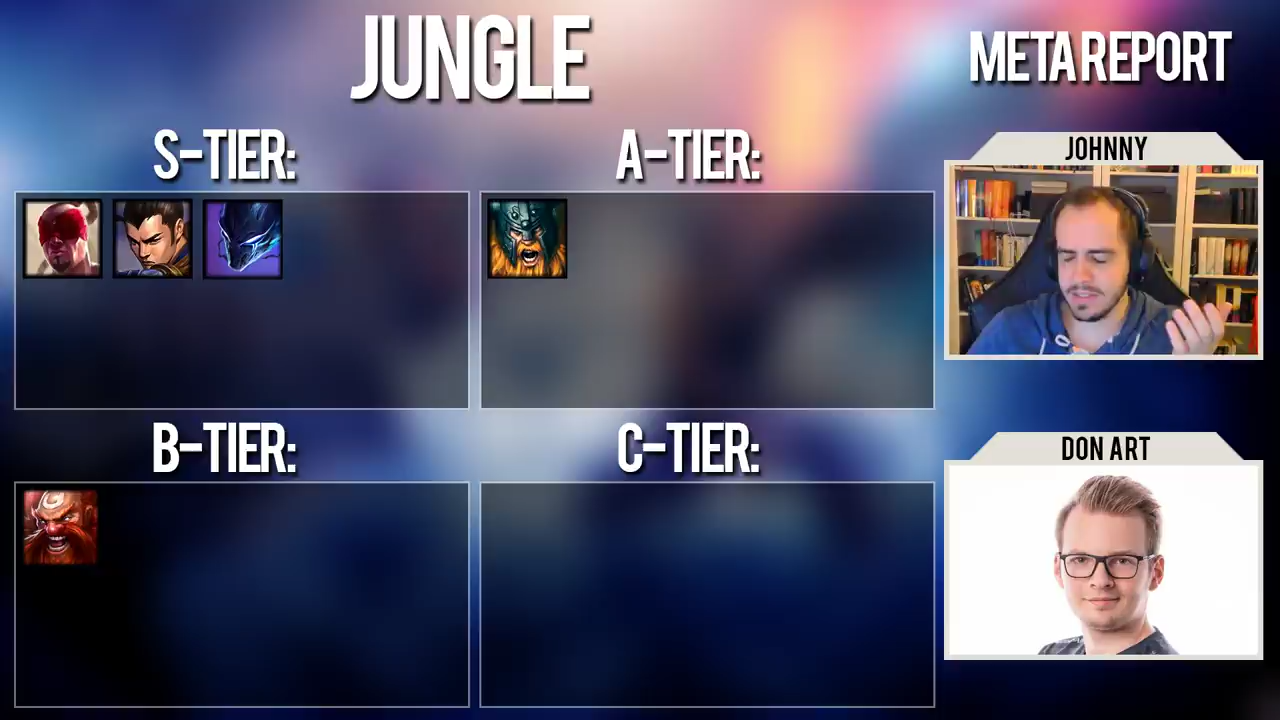 JUNGLE
META REPORT
S-TIER:
A-TIER:
JOHNNY
B-TIER:
C-TIER:
DON ART